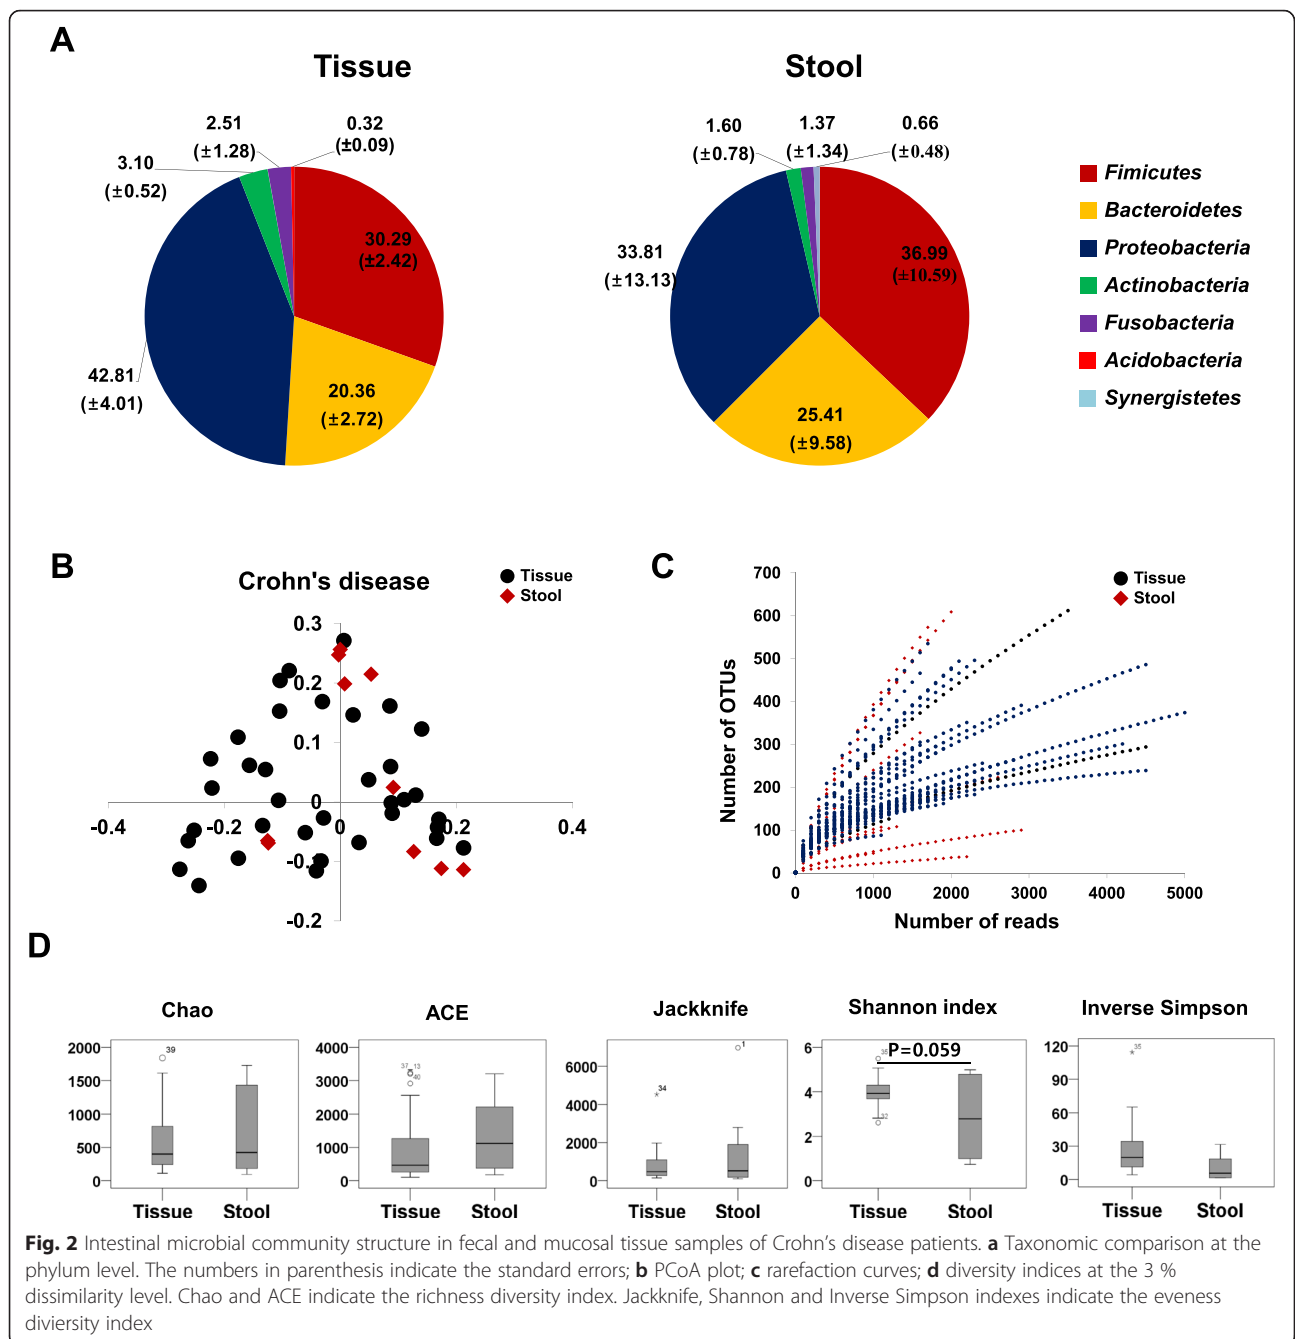 A
Tissue
Stool
2.51
(±1.28)
0.32
(±0.09)
3.10
(±0.52)
30.29
(±2.42)
42.81
(±4.01)
20.36
(±2.72)
1.60
(±0.78)
1.37
(±1.34)
0.66
(±0.48)
33.81
(±13.13)
36.99
(±10.59)
25.41
(±9.58)
Fimicutes
Bacteroidetes
Proteobacteria
Actinobacteria
Fusobacteria
Acidobacteria
Synergistetes
B
Crohn's disease
Tissue
Stool
0.3
0.2
0.1
0
-0.4
-0.2
0
0.2
0.4
-0.1
-0.2
C
Tissue
Stool
Number of OTUs
700
600
500
400
300
200
100
0
0
1000
2000
3000
4000
5000
Number of reads
D
Chao
2000
1500
1000
500
0
39
Tissue
Stool
ACE
4000
3000
2000
1000
0
37
13
40
Tissue
Stool
Jackknife
6000
4000
2000
0
34
1
Tissue
Stool
Shannon index
6
4
2
0
35
P=0.059
32
Tissue
Stool
Inverse Simpson
120
90
60
30
0
35
Tissue
Stool
Fig. 2 Intestinal microbial community structure in fecal and mucosal tissue samples of Crohn's disease patients. a Taxonomic comparison at the
phylum level. The numbers in parenthesis indicate the standard errors; b PCoA plot; c rarefaction curves; d diversity indices at the 3 %
dissimilarity level. Chao and ACE indicate the richness diversity index. Jackknife, Shannon and Inverse Simpson indexes indicate the eveness
diviersity index